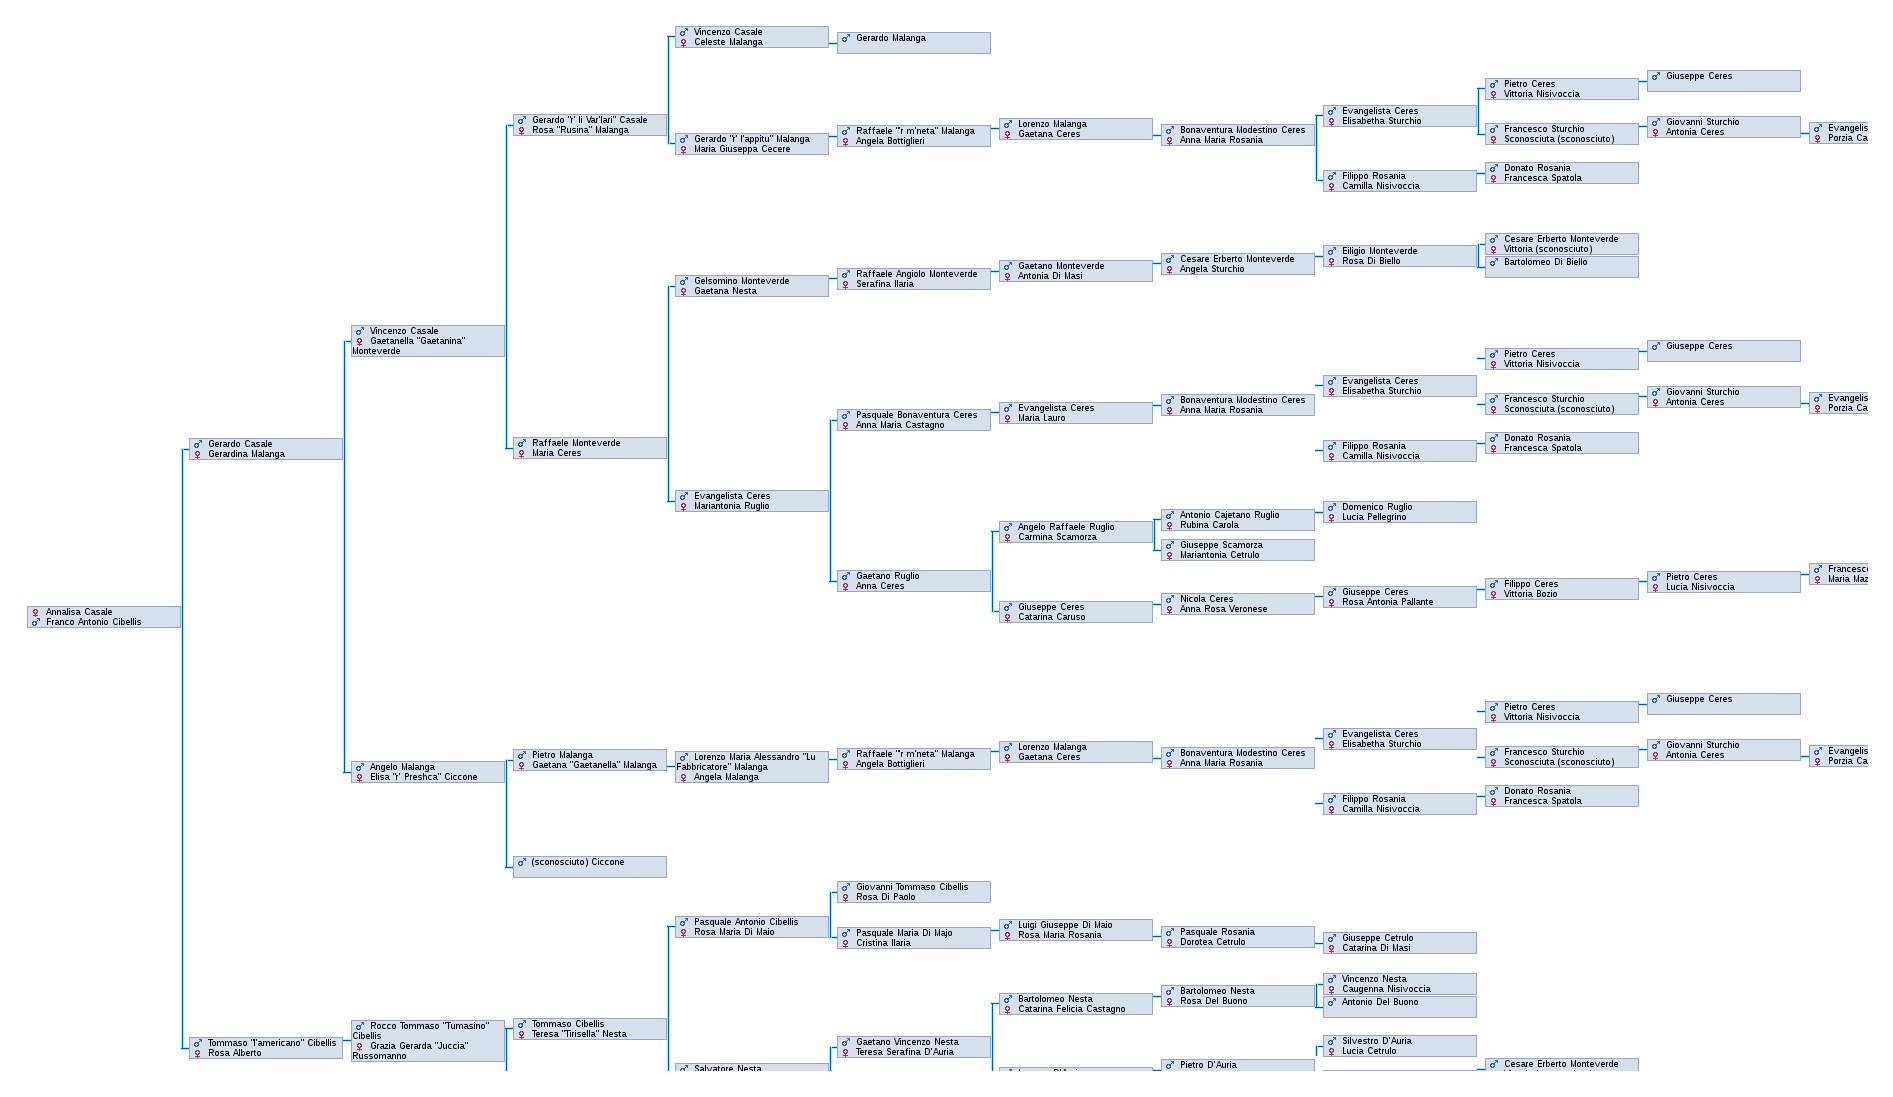 Annalisa Casale
Franco Antonio Cibellis
Gerardo Casale
Gerardina Malanga
Tommaso "l'americano" Cibellis
Rosa Alberto
Vincenzo Casale
Gaetanella "Gaetanina"
Monteverde
Angelo Malanga
Elisa "r' Preshca" Ciccone
Rocco Tommaso "Tumasino"
Cibellis
Grazia Gerarda "Juccia"
Russomanno
Gerardo "r' li Var'lari" Casale
Rosa "Rusina" Malanga
Raffaele Monteverde
Maria Ceres
Pietro Malanga
Gaetana "Gaetanella" Malanga
(sconosciuto) Ciccone
Tommaso Cibellis
Teresa "Tirisella" Nesta
Vincenzo Casale
Celeste Malanga
Gerardo "r' l'appitu" Malanga
Maria Giuseppa Cecere
Gelsomino Monteverde
Gaetana Nesta
Evangelista Ceres
Mariantonia Ruglio
Lorenzo Maria Alessandro "Lu
Fabbricatore" Malanga
Angela Malanga
Pasquale Antonio Cibellis
Rosa Maria Di Maio
Salvatore Nesta
Gerardo Malanga
Raffaele "'r m'neta" Malanga
Angela Bottiglieri
Raffaele Angiolo Monteverde
Serafina Ilaria
Pasquale Bonaventura Ceres
Anna Maria Castagno
Gaetano Ruglio
Anna Ceres
Raffaele "'r m'neta" Malanga
Angela Bottiglieri
Giovanni Tommaso Cibellis
Rosa Di Paolo
Pasquale Maria Di Majo
Cristina Ilaria
Gaetano Vincenzo Nesta
Teresa Serafina D'Auria
Lorenzo Malanga
Gaetana Ceres
Gaetano Monteverde
Antonia Di Masi
Evangelista Ceres
Maria Lauro
Angelo Raffaele Ruglio
Carmina Scamorza
Giuseppe Ceres
Catarina Caruso
Lorenzo Malanga
Gaetana Ceres
Luigi Giuseppe Di Maio
Rosa Maria Rosania
Bartolomeo Nesta
Catarina Felicia Castagno
Bonaventura Modestino Ceres
Anna Maria Rosania
Cesare Erberto Monteverde
Angela Sturchio
Bonaventura Modestino Ceres
Anna Maria Rosania
Antonio Cajetano Ruglio
Rubina Carola
Giuseppe Scamorza
Mariantonia Cetrulo
Nicola Ceres
Anna Rosa Veronese
Bonaventura Modestino Ceres
Anna Maria Rosania
Pasquale Rosania
Dorotea Cetrulo
Bartolomeo Nesta
Rosa Del Buono
Pietro D'Auria
Evangelista Ceres
Elisabetha Sturchio
Filippo Rosania
Camilla Nisivoccia
Eiligio Monteverde
Rosa Di Biello
Evangelista Ceres
Elisabetha Sturchio
Filippo Rosania
Camilla Nisivoccia
Domenico Ruglio
Lucia Pellegrino
Giuseppe Ceres
Rosa Antonia Pallante
Evangelista Ceres
Elisabetha Sturchio
Filippo Rosania
Camilla Nisivoccia
Giuseppe Cetrulo
Catarina Di Masi
Vincenzo Nesta
Caugenna Nisivoccia
Antonio Del Buono
Silvestro D'Auria
Lucia Cetrulo
Pietro Ceres
Vittoria Nisivoccia
Francesco Sturchio
Sconosciuta (sconosciuto)
Donato Rosania
Francesca Spatola
Cesare Erberto Monteverde
Vittoria (sconosciuto)
Bartolomeo Di Biello
Pietro Ceres
Vittoria Nisivoccia
Francesco Sturchio
Sconosciuta (sconosciuto)
Donato Rosania
Francesca Spatola
Filippo Ceres
Vittoria Bozio
Pietro Ceres
Vittoria Nisivoccia
Francesco Sturchio
Sconosciuta (sconosciuto)
Donato Rosania
Francesca Spatola
Cesare Erberto Monteverde
Giuseppe Ceres
Giovanni Sturchio
Antonia Ceres
Giuseppe Ceres
Giovanni Sturchio
Antonia Ceres
Pietro Ceres
Lucia Nisivoccia
Giuseppe Ceres
Giovanni Sturchio
Antonia Ceres
Evangelis
Porzia Ca
Evangelis
Porzia Ca
Francesc
Maria Maz
Evangelis
Porzia Ca